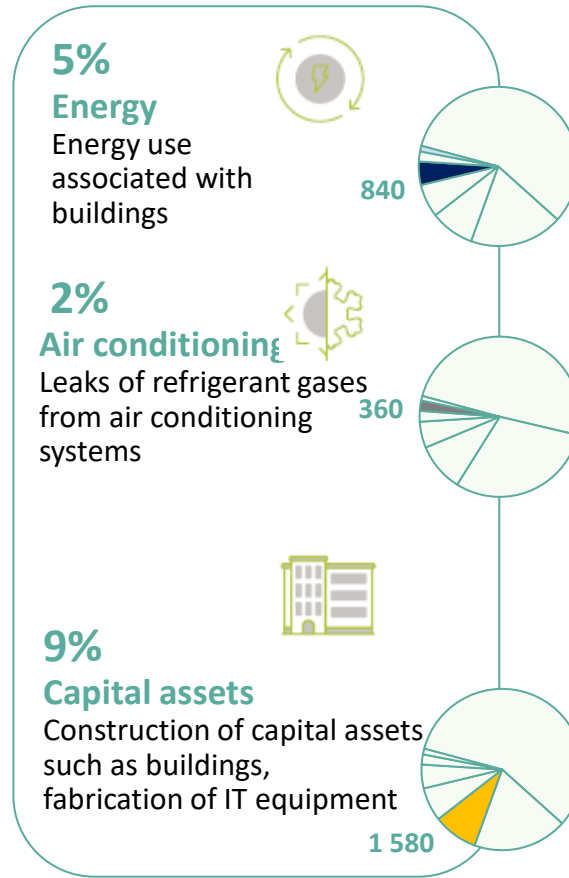 5%
Energy
Energy use
associated with
buildings
840
2%
Air conditioning
Leaks of refrigerant gases
from air conditioning
systems
360
9%
Capital assets
Construction of capital assets
such as buildings,
fabrication of IT equipment
1 580